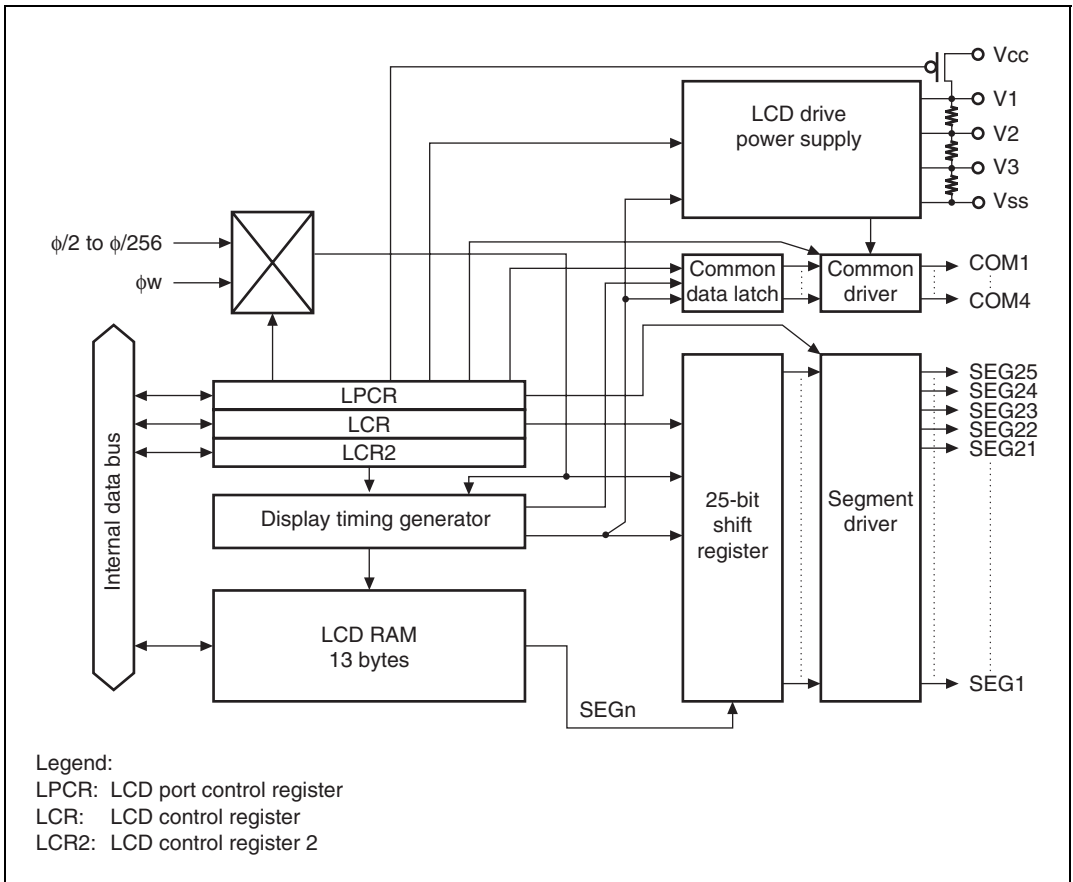 Vcc
V1
V2
V3
Vss
LCD drive
power supply
ϕ/2 to ϕ/256
ϕw
Common
data latch
Common
driver
COM1
COM4
Internal data bus
LPCR
LCR
LCR2
Display timing generator
LCD RAM
13 bytes
SEGn
25-bit
shift
register
Segment
driver
SEG25
SEG24
SEG23
SEG22
SEG21
SEG1
Legend:
LPCR: LCD port control register
LCR: LCD control register
LCR2: LCD control register 2